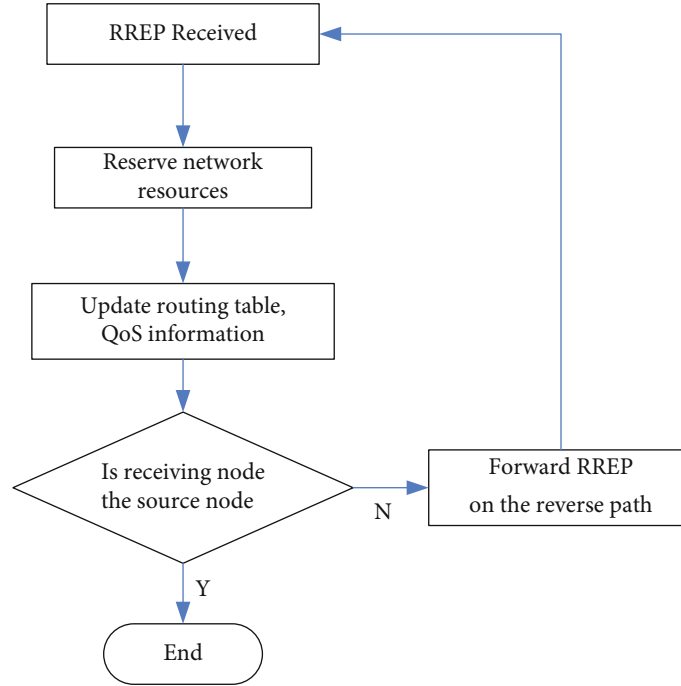 RREP Received
Reserve network
resources
Update routing table,
QoS information
Is receiving node
the source node
N
Forward RREP
on the reverse path
Y
End